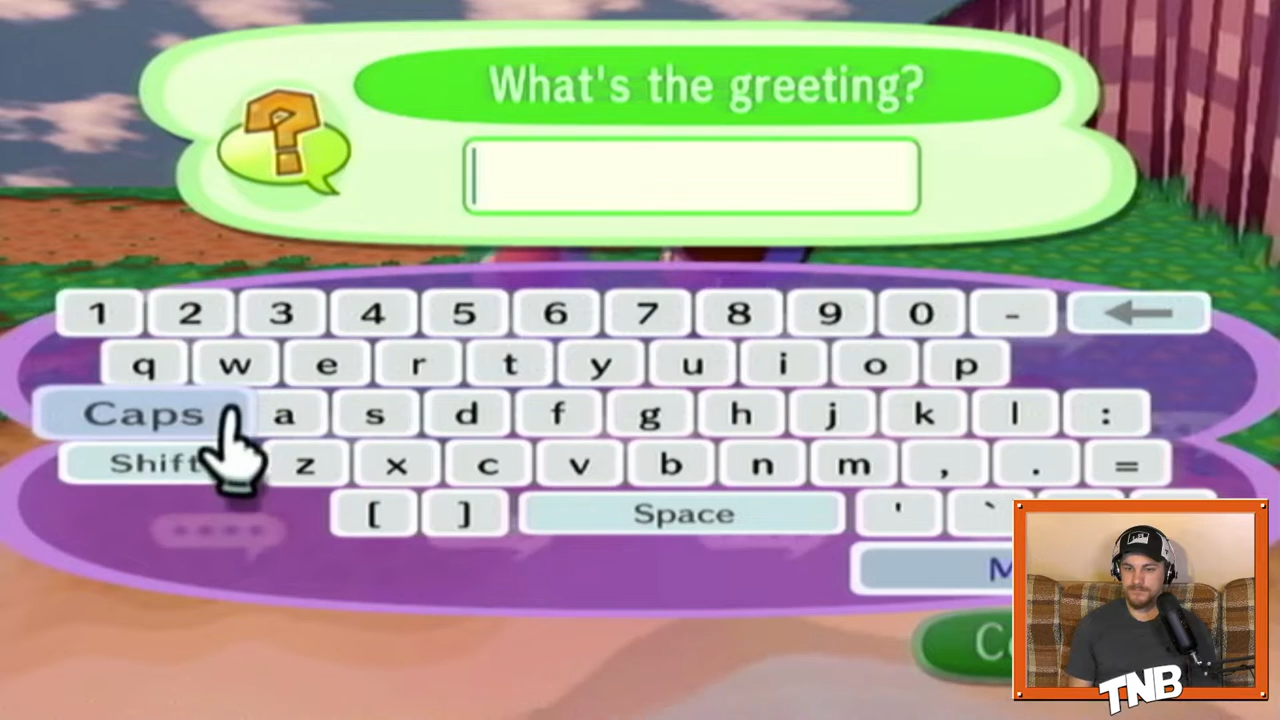 What's the greeting?
1 2 3 4 5 6 7 8 9 0 -
q w e r t y u i o p
Caps a s d f g h j k l :
Shift z x c v b n m , . =
[ ] Space ' `
TNB